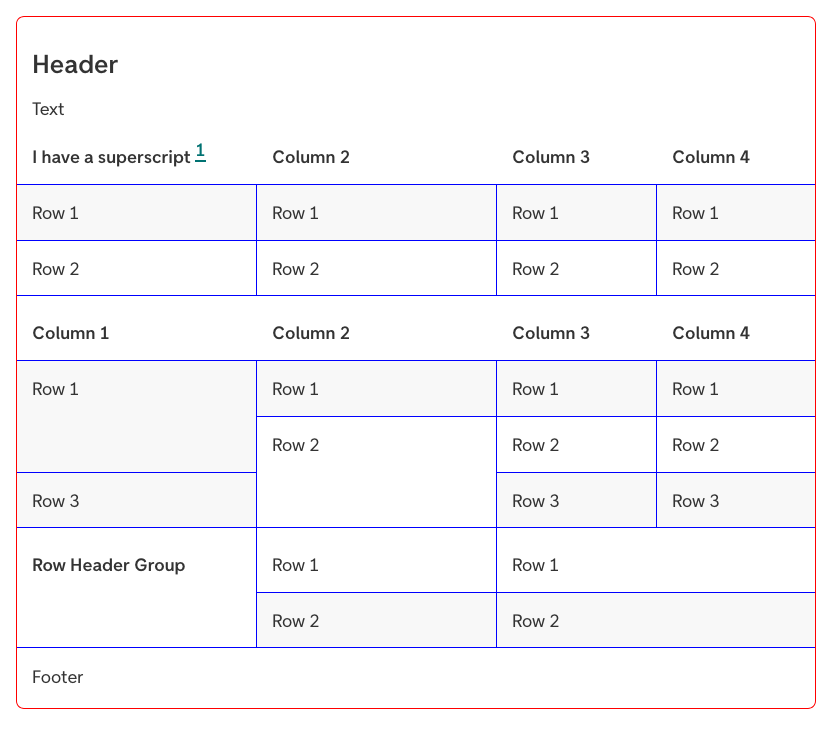 Header
Text
I have a superscript 1 Column 2 Column 3 Column 4
Row 1 Row 1 Row 1 Row 1
Row 2 Row 2 Row 2 Row 2
Column 1 Column 2 Column 3 Column 4
Row 1 Row 1 Row 1 Row 1
Row 2 Row 2 Row 2
Row 3 Row 3 Row 3
Row Header Group Row 1 Row 1
Row 2 Row 2
Footer